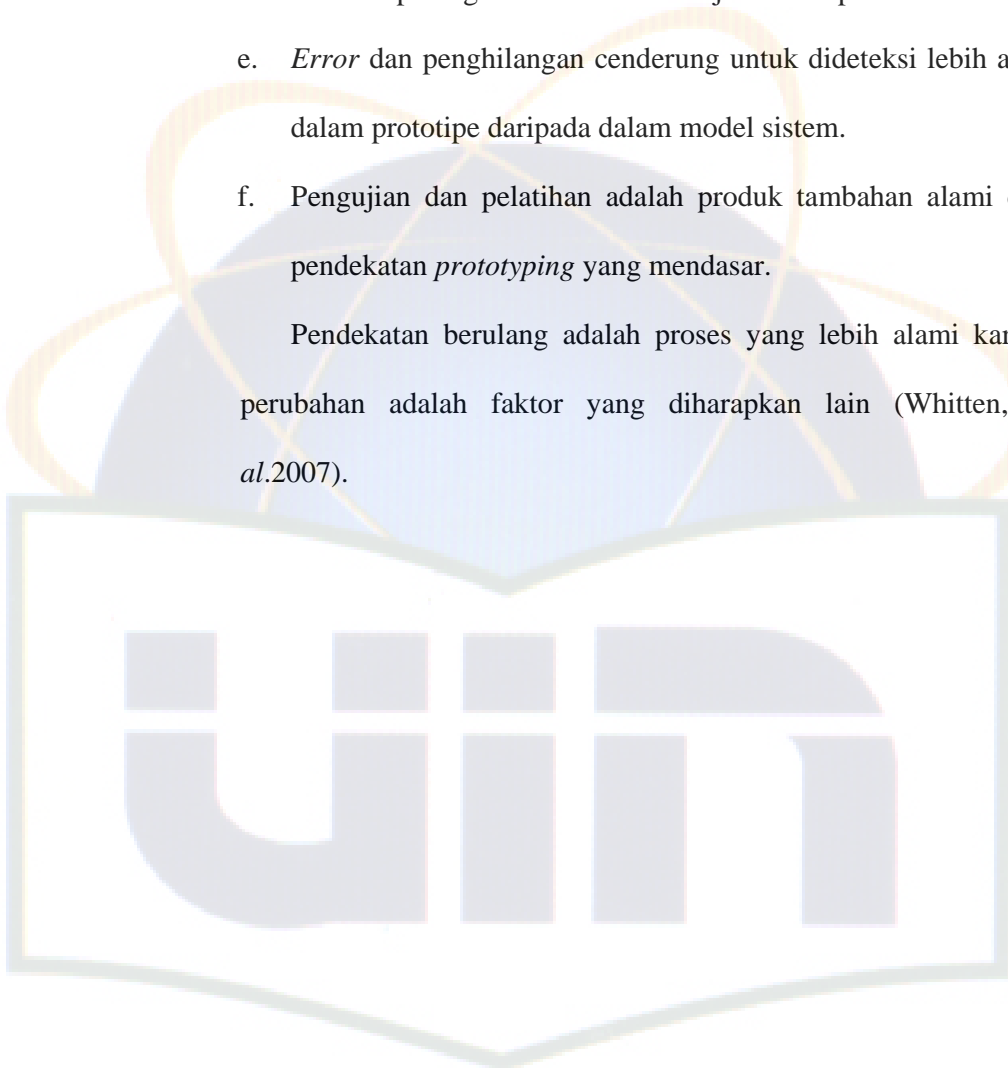 e. Error dan penghilangan cenderung untuk dideteksi lebih
dalam prototipe daripada dalam model sistem.
f. Pengujian dan pelatihan adalah produk tambahan alami
pendekatan prototyping yang mendasar.
Pendekatan berulang adalah proses yang lebih alami
perubahan adalah faktor yang diharapkan lain (Whitten,
al.2007).
uin